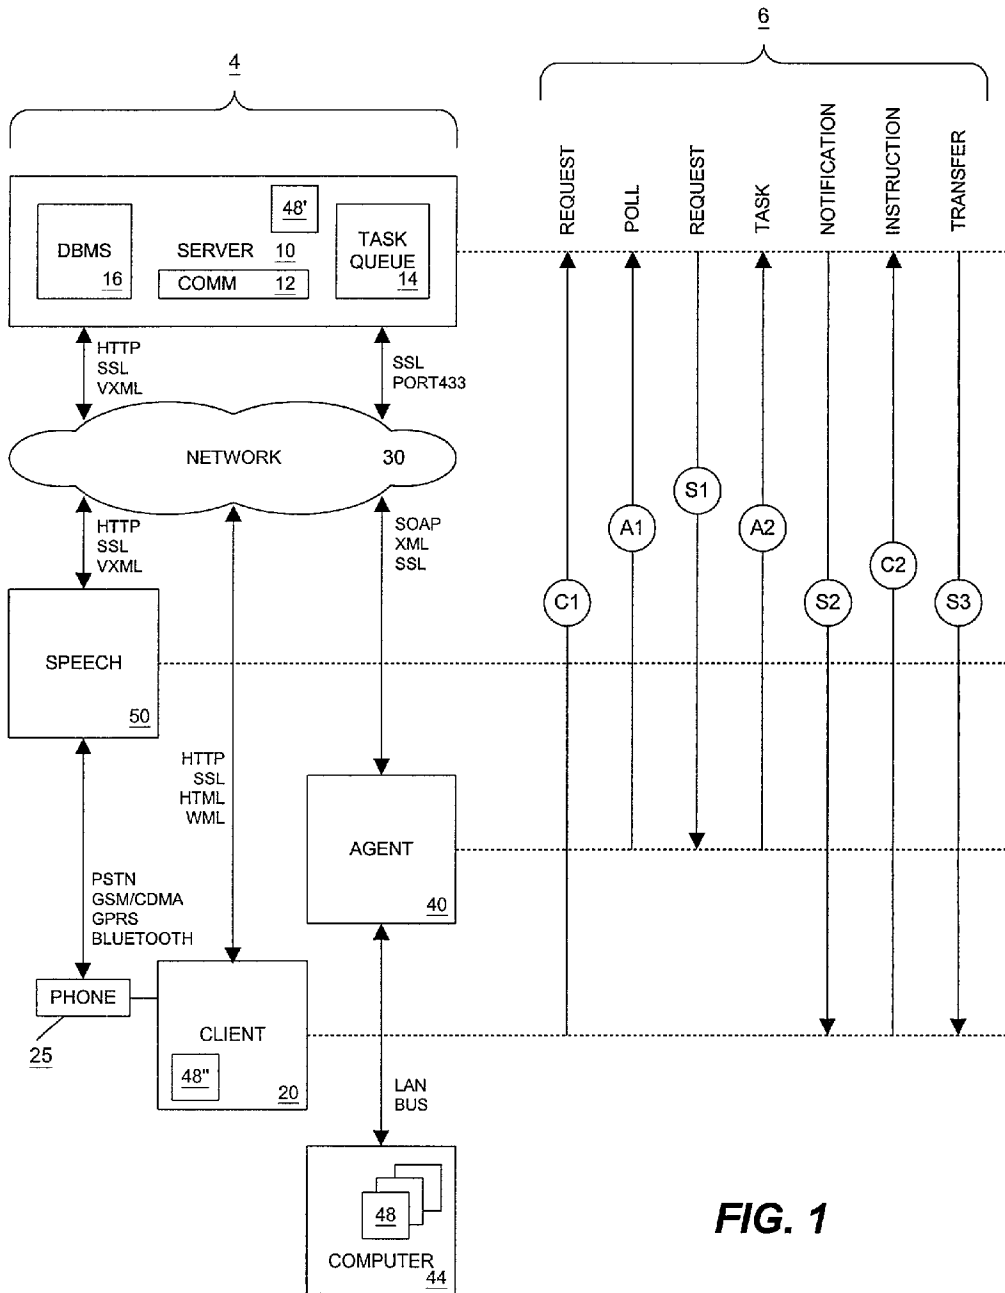 4
6
REQUEST
POLL
REQUEST
TASK
NOTIFICATION
INSTRUCTION
TRANSFER
48'
DBMS
16
SERVER 10
COMM 12
TASK
QUEUE
14
HTTP
SSL
VXML
SSL
PORT433
NETWORK 30
HTTP
SSL
VXML
SOAP
XML
SSL
S1
A1
A2
C2
C1
S2
S3
SPEECH
50
HTTP
SSL
HTML
WML
AGENT
40
PSTN
GSM/CDMA
GPRS
BLUETOOTH
PHONE
25
CLIENT
48"
20
LAN
BUS
48
COMPUTER
44
FIG. 1